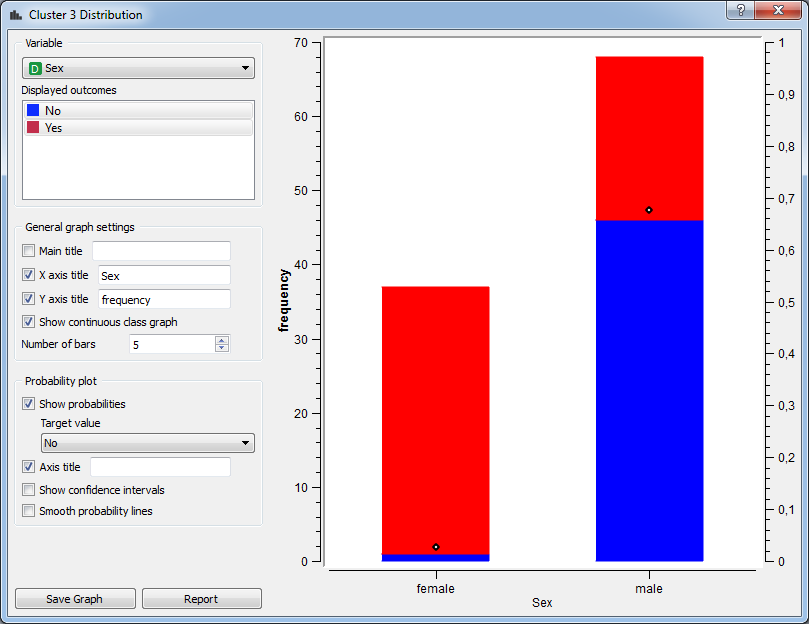 Cluster 3 Distribution
?
Variable
D Sex
Displayed outcomes
No
Yes
General graph settings
Main title
X axis title Sex
Y axis title frequency
Show continuous class graph
Number of bars 5
Probability plot
Show probabilities
Target value
No
Axis title
Show confidence intervals
Smooth probability lines
Save Graph Report
frequency
70
60
50
40
30
20
10
0
1
0,9
0,8
0,7
0,6
0,5
0,4
0,3
0,2
0,1
0
female male
Sex